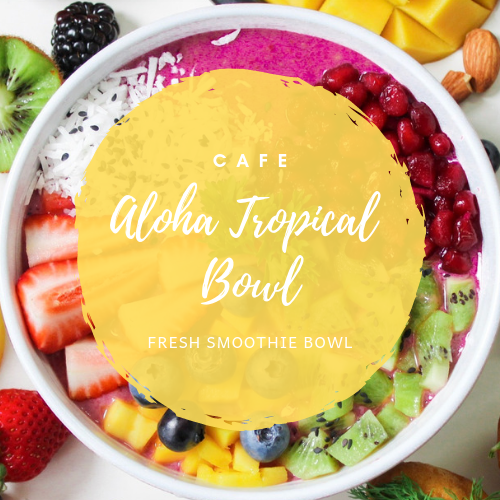 CAFE
Aloha Tropical
Bowl
FRESH SMOOTHIE BOWL